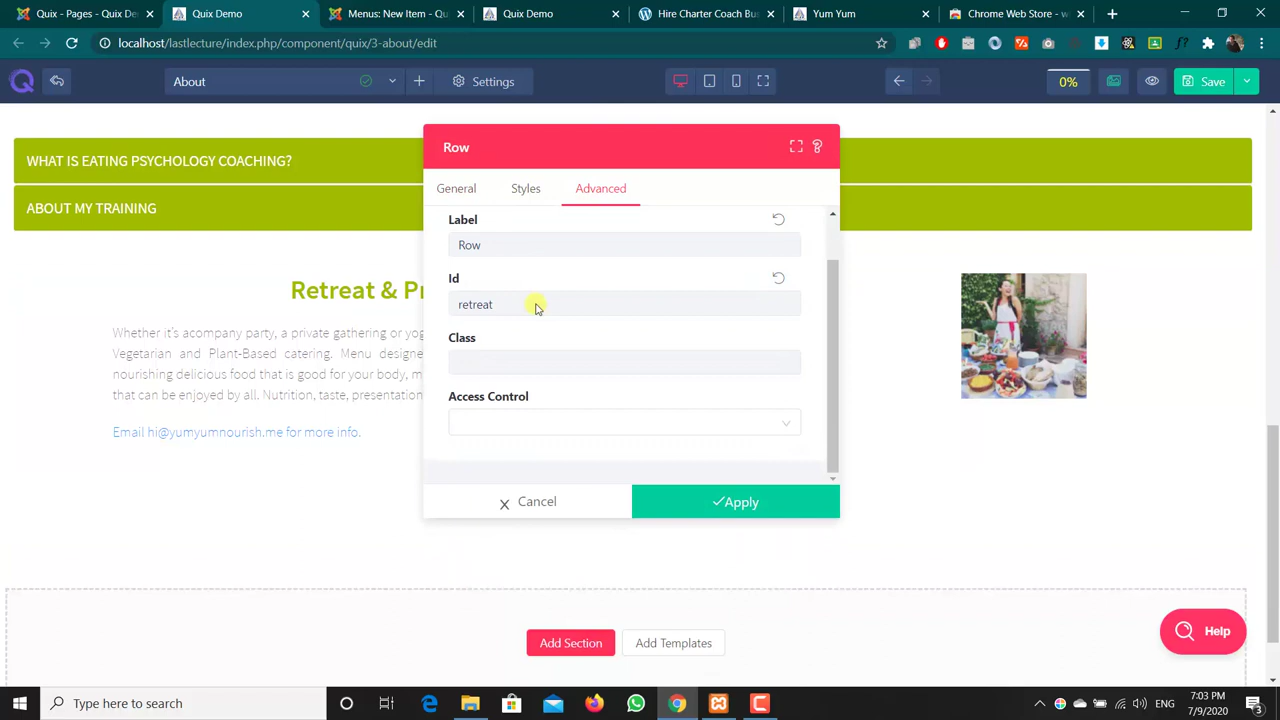 Quix - Pages - Quix Dem
Quix Demo
Menus: New Item - Q
Quix Demo
Hire Charter Coach Bus
Yum Yum
Chrome Web Store - w
localhost/lastlecture/index.php/component/quix/3-about/edit
About
Settings
0%
Save
WHAT IS EATING PSYCHOLOGY COACHING?
ABOUT MY TRAINING
Row
General
Styles
Advanced
Label
Row
Id
retreat
Class
Access Control
Cancel
Apply
Retreat & Pr
Whether it's acompany party, a private gathering or yog
Vegetarian and Plant-Based catering. Menu designe
nourishing delicious food that is good for your body, m
that can be enjoyed by all. Nutrition, taste, presentation
Email hi@yumyumnourish.me for more info.
Add Section
Add Templates
Help
Type here to search
ENG
7:03 PM
7/9/2020
3